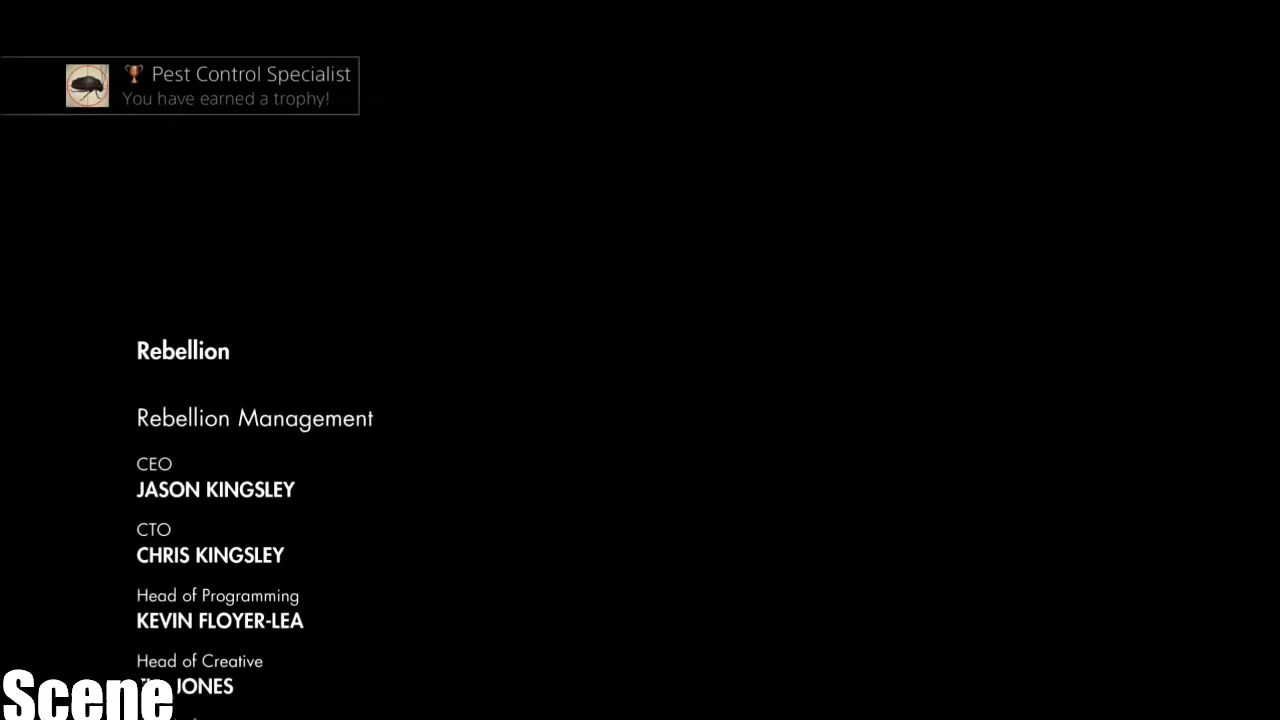 Pest Control Specialist
You have earned a trophy!
Rebellion
Rebellion Management
CEO
JASON KINGSLEY
CTO
CHRIS KINGSLEY
Head of Programming
KEVIN FLOYER-LEA
Head of Creative
JONES
Scene